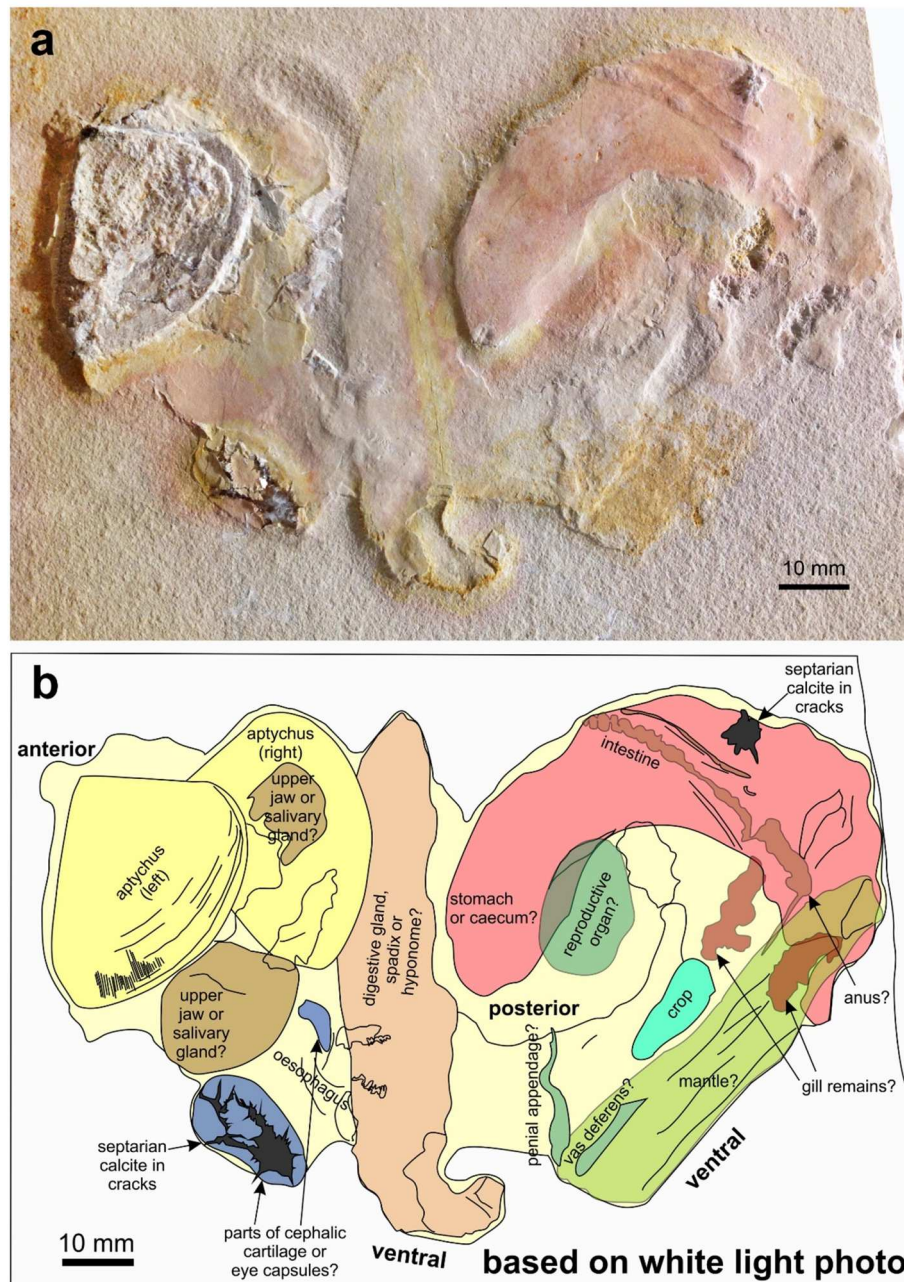 a
10 mm
b
septarian
calcite in
cracks
anterior
aptychus
(right)
intestine
upper
jaw or
salivary
gland?
aptychus
(left)
digestive gland,
spadix or
hyponome?
stomach
or caecum?
reproductive
organ?
posterior
crop
anus?
upper
jaw or
salivary
gland?
oesophagus
penial appendage?
vas deferens?
mantle?
gill remains?
septarian
calcite in
cracks
ventral
parts of cephalic
cartilage or
eye capsules?
10 mm
ventral
based on white light photo